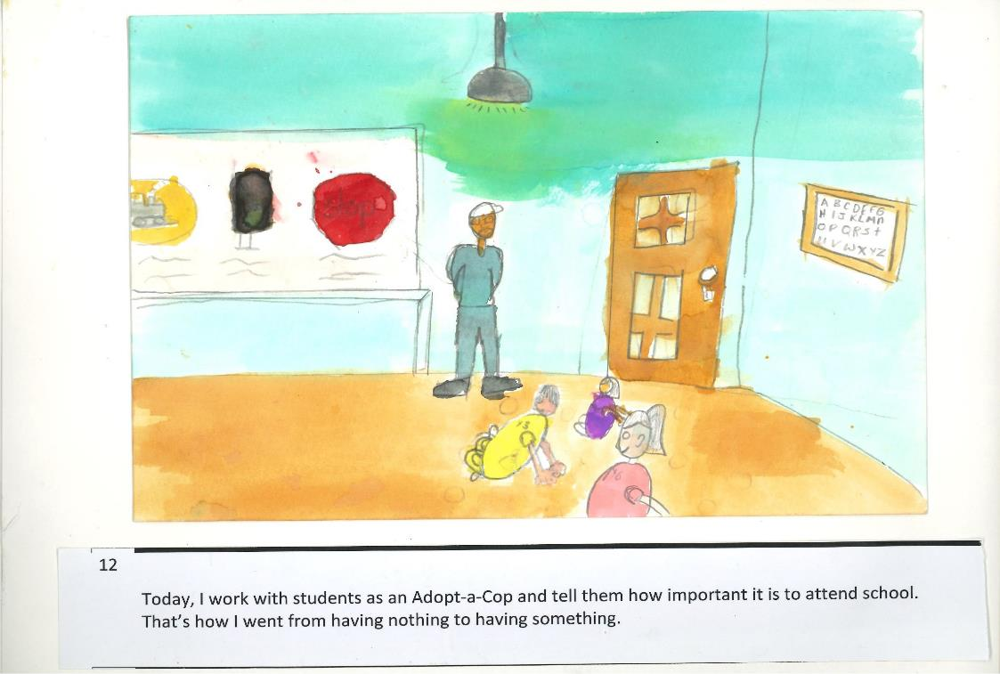 stop
A B C D E F G
H I J K L M n
O P Q R S t
U V W X Y Z
12
Today, I work with students as an Adopt-a-Cop and tell them how important it is to attend school.
That's how I went from having nothing to having something.